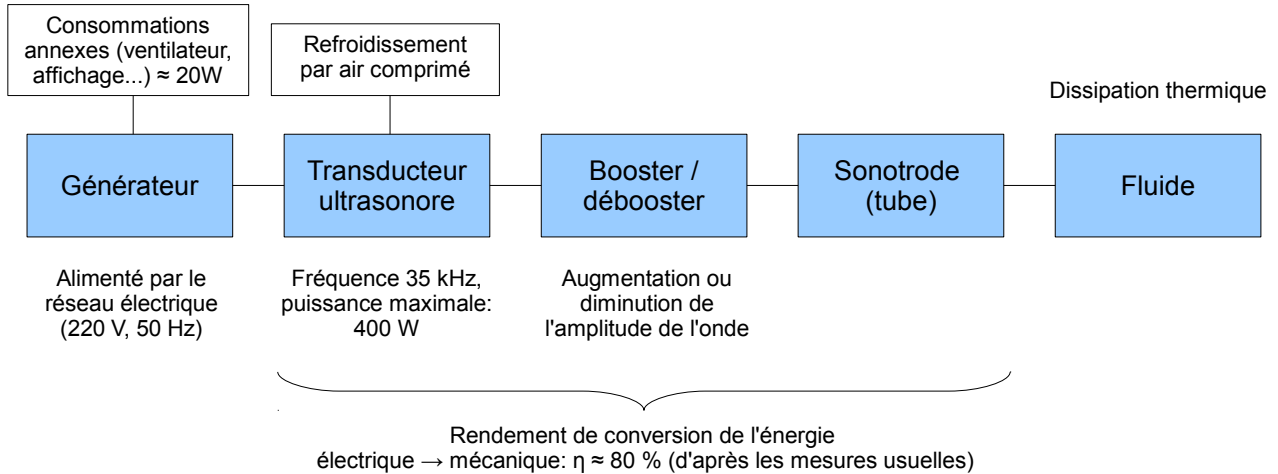 Consommations
annexes (ventilateur,
affichage...) ≈ 20W
Refroidissement
par air comprimé
Dissipation thermique
Générateur
Transducteur
ultrasonore
Booster /
débooster
Sonotrode
(tube)
Fluide
Alimenté par le
réseau électrique
(220 V, 50 Hz)
Fréquence 35 kHz,
puissance maximale:
400 W
Augmentation ou
diminution de
l'amplitude de l'onde
Rendement de conversion de l'énergie
électrique → mécanique: η ≈ 80 % (d'après les mesures usuelles)